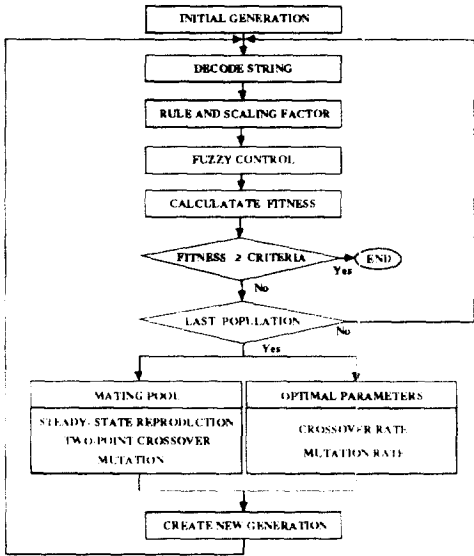 INITIAL GENERATION
DECODE STRING
RULE AND SCALING FACTOR
FUZZY CONTROL
CALCULATATE FITNESS
FITNESS 2 CRITERIA
Yes
END
No
LAST POPULATION
No
Yes
MATING POOL
STEADY-STATE REPRODUCTION
TWO-POINT CROSSOVER
MUTATION
OPTIMAL PARAMETERS
CROSSOVER RATE
MUTATION RATE
CREATE NEW GENERATION